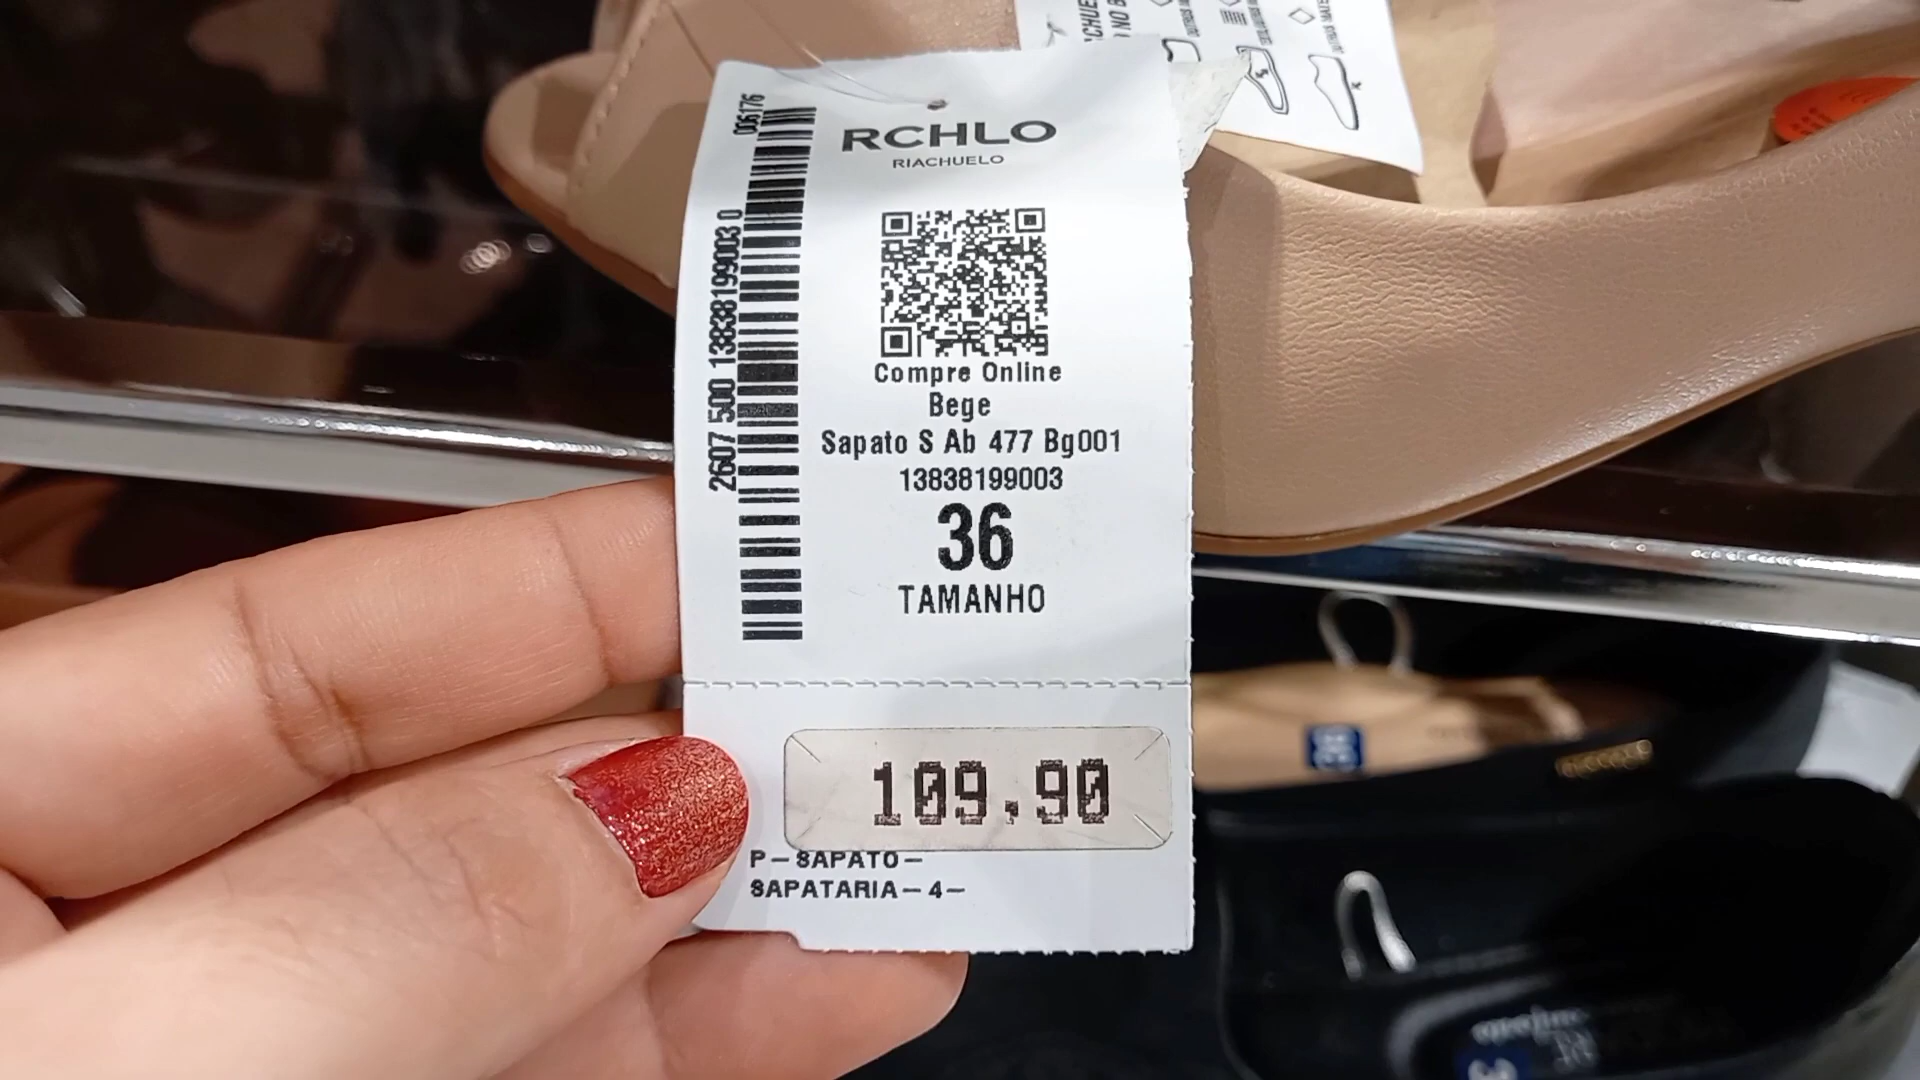 RCHLO
RIACHUELO
006176
2607 500 13838199003 0
Compre Online
Bege
Sapato S Ab 477 Bg001
13838199003
36
TAMANHO
109.90
P-SAPATO-
SAPATARIA-4-